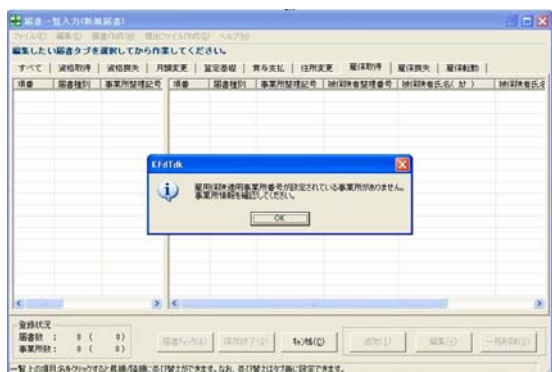 届書一覧入力(新規届書)
ファイル(F) 編集(E) 届書作成(D) 提出ファイル作成(S) ヘルプ(H)
編集したい届書タブを選択してから作業してください。
すべて 資格取得 資格喪失 月額変更 算定基礎 賞与支払 住所変更 雇保取得 雇保喪失 雇保転勤
項番 届書種別 事業所整理記号 項番 届書種別 事業所整理記号 被保険者整理番号 被保険者氏名(カナ) 被保険者氏名
KFdTdk
雇用保険適用事業所番号が設定されている事業所がありません。
事業所情報を確認してください。
OK
登録状況
届書数 : 0 ( 0)
事業所数: 0 ( 0)
届書チェック(A) 保存終了(O) キャンセル(C) 追加(L) 編集(Y) 一括削除(Q)
一覧上の項目名をクリックすると昇順/降順に並び替えができます。なお、並び替えはタブ毎に設定できます。